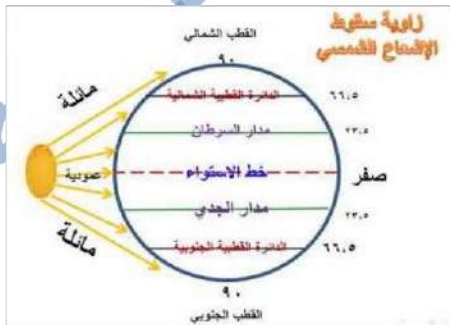 زاوية سقوط
الإشعاع الشمسي
القطب الشمالي
٩٠
مائلة
الدائرة القطبية الشمالية
٦٦،٥
مدار السرطان
٢٣،٥
عمودية
خط الاستواء
صفر
مدار الجدي
٢٣،٥
مائلة
الدائرة القطبية الجنوبية
٦٦،٥
٩٠
القطب الجنوبي